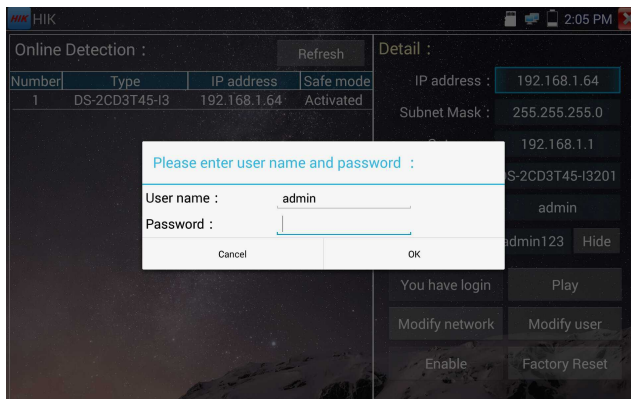 HIK HIK
2:05 PM
Online Detection :
Refresh
Number Type IP address Safe mode
1 DS-2CD3T45-I3 192.168.1.64 Activated
Detail :
IP address : 192.168.1.64
Subnet Mask : 255.255.255.0
192.168.1.1
DS-2CD3T45-I3201
admin
admin123 Hide
You have login Play
Modify network Modify user
Enable Factory Reset
Please enter user name and password :
User name : admin
Password :
Cancel OK